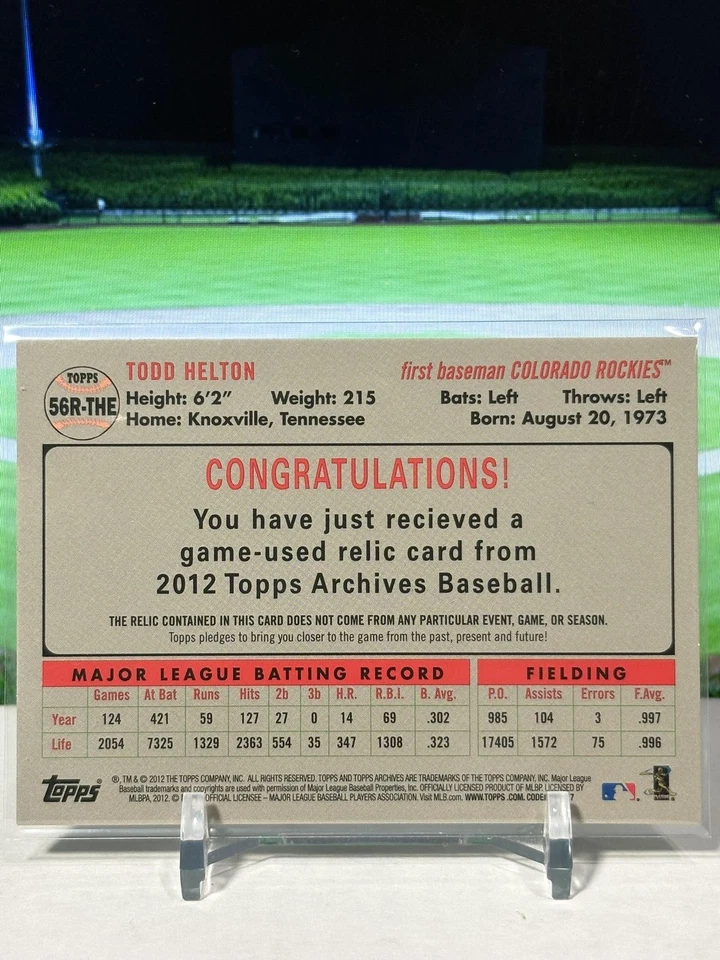 TOPPS
56R-THE
TODD HELTON first baseman COLORADO ROCKIES™
Height: 6'2" Weight: 215 Bats: Left Throws: Left
Home: Knoxville, Tennessee Born: August 20, 1973
CONGRATULATIONS!
You have just recieved a
game-used relic card from
2012 Topps Archives Baseball.
THE RELIC CONTAINED IN THIS CARD DOES NOT COME FROM ANY PARTICULAR EVENT, GAME, OR SEASON.
Topps pledges to bring you closer to the game from the past, present and future!
MAJOR LEAGUE BATTING RECORD FIELDING
Games At Bat Runs Hits 2b 3b H.R. R.B.I. B. Avg. P.O. Assists Errors F.Avg.
Year 124 421 59 127 27 0 14 69 .302 985 104 3 .997
Life 2054 7325 1329 2363 554 35 347 1308 .323 17405 1572 75 .996
TOPPS® ®, TM & © 2012 THE TOPPS COMPANY, INC. ALL RIGHTS RESERVED. TOPPS AND TOPPS ARCHIVES ARE TRADEMARKS OF THE TOPPS COMPANY, INC. Major League
Baseball trademarks and copyrights are used with permission of Major League Baseball Properties, Inc. OFFICIALLY LICENSED PRODUCT OF MLBP. LICENSED BY
MLBPA, 2012. © OFFICIAL LICENSEE – MAJOR LEAGUE BASEBALL PLAYERS ASSOCIATION. Visit MLB.com. WWW.TOPPS.COM.